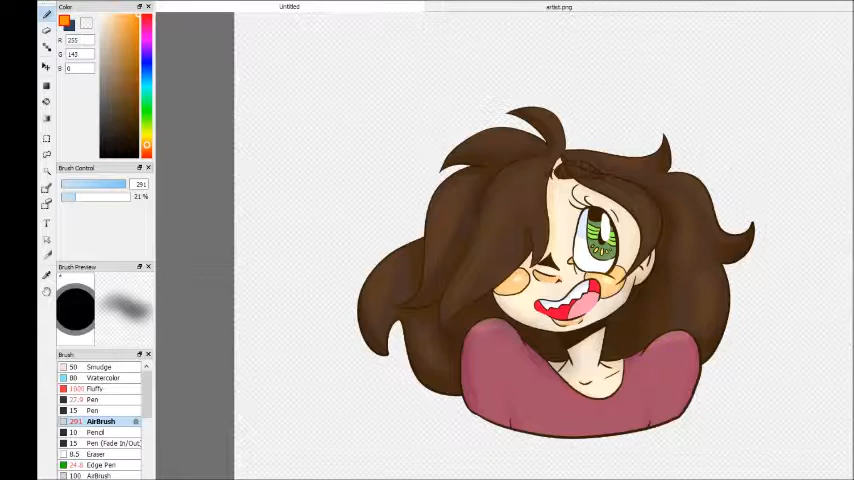 Color
Untitled
artist.png
R 255
G 145
B 0
Brush Control
291
21 %
Brush Preview
Brush
50 Smudge
80 Watercolor
Fluffy
27.9 Pen
15 Pen
291 AirBrush
10 Pencil
15 Pen (Fade In/Out)
8.5 Eraser
24.8 Edge Pen
100 AirBrush